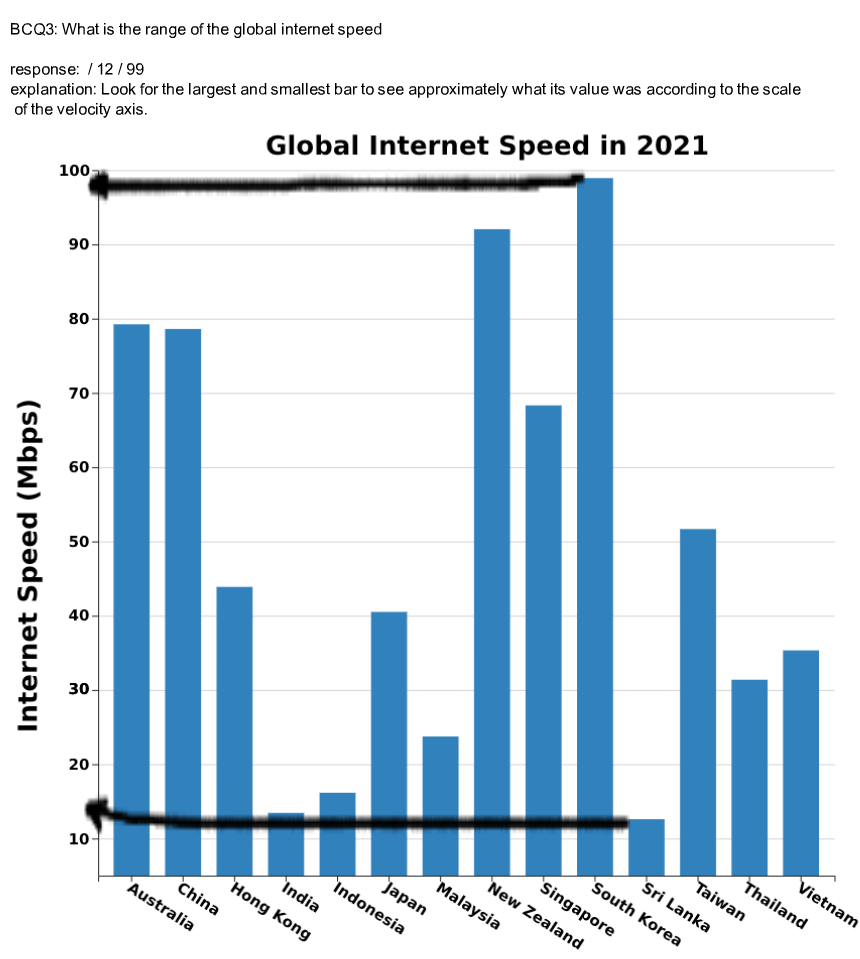 BCQ3: What is the range of the global internet speed
response:  / 12 / 99
explanation: Look for the largest and smallest bar to see approximately what its value was according to the scale
of the velocity axis.
Global Internet Speed in 2021
Internet Speed (Mbps)
100
90
80
70
60
50
40
30
20
10
Australia
China
Hong Kong
India
Indonesia
Japan
Malaysia
New Zealand
Singapore
South Korea
Sri Lanka
Taiwan
Thailand
Vietnam